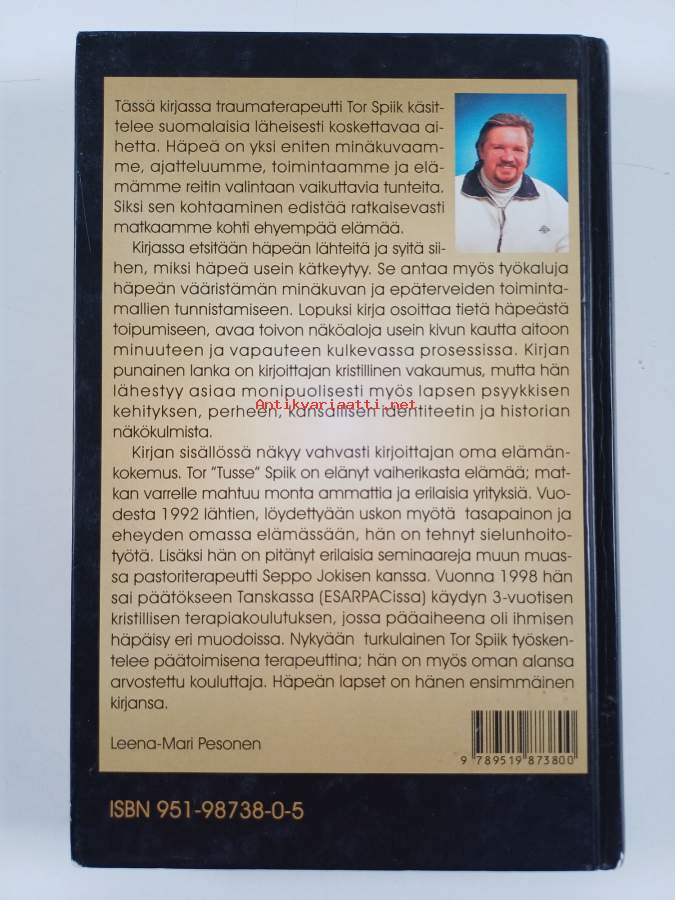 Tässä kirjassa traumaterapeutti Tor Spiik käsit-
telee suomalaisia läheisesti koskettavaa ai-
hetta. Häpeä on yksi eniten minäkuvaam-
me, ajatteluumme, toimintaamme ja elä-
mämme reitin valintaan vaikuttavia tunteita.
Siksi sen kohtaaminen edistää ratkaisevasti
matkaamme kohti ehyempää elämää.
Kirjassa etsitään häpeän lähteitä ja syitä sii-
hen, miksi häpeä usein kätkeytyy. Se antaa myös työkaluja
häpeän vääristämän minäkuvan ja epäterveiden toiminta-
mallien tunnistamiseen. Lopuksi kirja osoittaa tietä häpeästä
toipumiseen, avaa toivon näköaloja usein kivun kautta aitoon
minuuteen ja vapauteen kulkevassa prosessissa. Kirjan
punainen lanka on kirjoittajan kristillinen vakaumus, mutta hän
lähestyy asiaa monipuolisesti myös lapsen psyykkisen
Antikvariaatti.net
kehityksen, perheen, kansallisen identiteetin ja historian
näkökulmista.
Kirjan sisällössä näkyy vahvasti kirjoittajan oma elämän-
kokemus. Tor "Tusse" Spiik on elänyt vaiherikasta elämää; mat-
kan varrelle mahtuu monta ammattia ja erilaisia yrityksiä. Vuo-
desta 1992 lähtien, löydettyään uskon myötä tasapainon ja
eheyden omassa elämässään, hän on tehnyt sielunhoito-
työtä. Lisäksi hän on pitänyt erilaisia seminaareja muun muas-
sa pastoriterapeutti Seppo Jokisen kanssa. Vuonna 1998 hän
sai päätökseen Tanskassa (ESARPACissa) käydyn 3-vuotisen
kristillisen terapiakoulutuksen, jossa pääaiheena oli ihmisen
häpäisy eri muodoissa. Nykyään turkulainen Tor Spiik työsken-
telee päätoimisena terapeuttina; hän on myös oman alansa
arvostettu kouluttaja. Häpeän lapset on hänen ensimmäinen
kirjansa.
Leena-Mari Pesonen
9 789519 873800
ISBN 951-98738-0-5